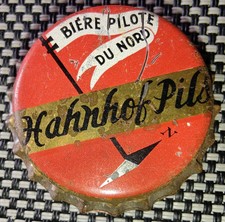 BIÈRE PILOTE
DU NORD
Hahnhof Pils